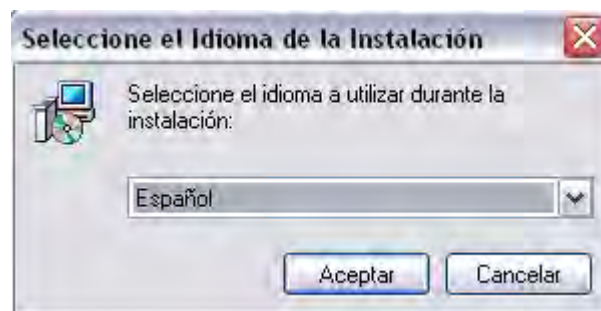 Seleccione el Idioma de la Instalación
Seleccione el idioma a utilizar durante la
instalación:
Español
Aceptar
Cancelar